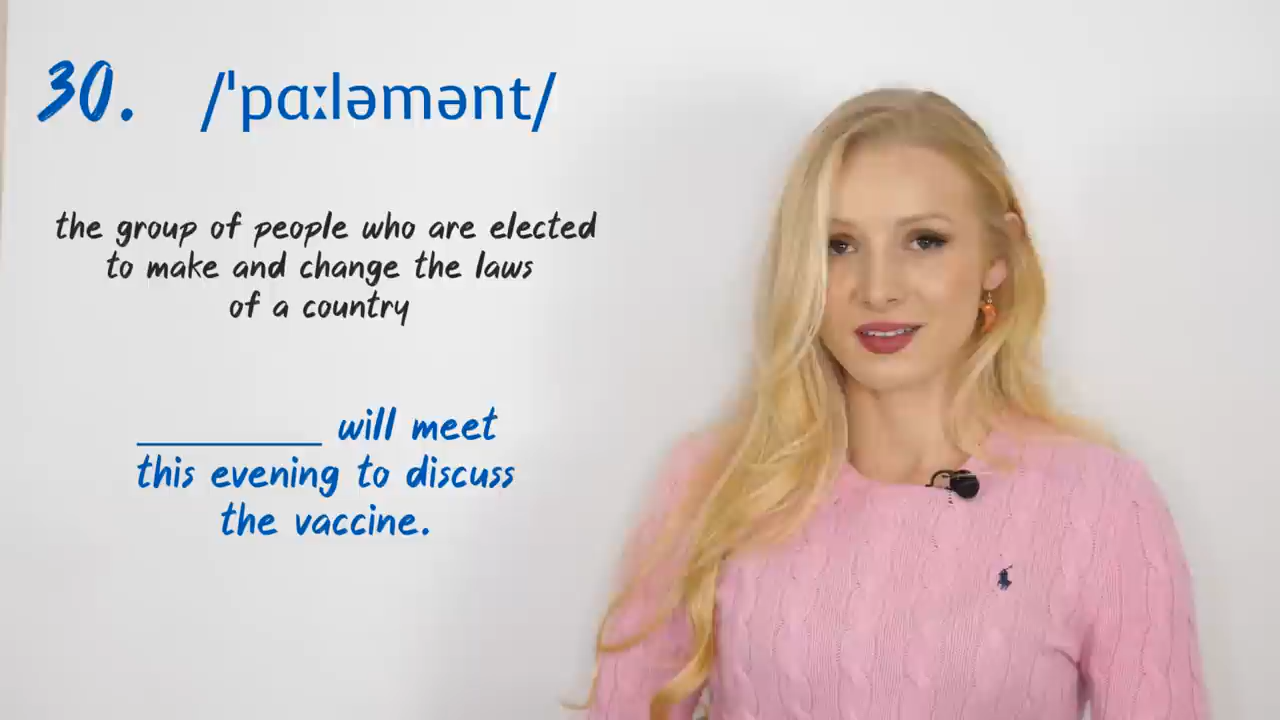 30. /ˈpɑːləmənt/
the group of people who are elected
to make and change the laws
of a country
__________ will meet
this evening to discuss
the vaccine.